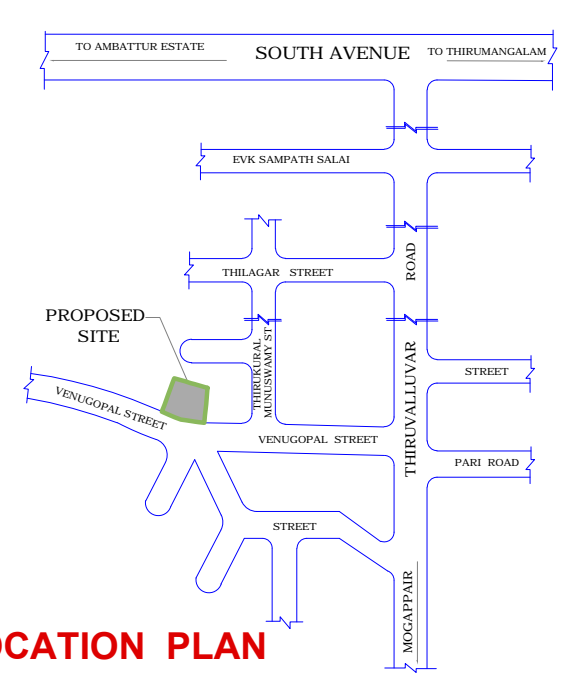 TO AMBATTUR ESTATE
SOUTH AVENUE
TO THIRUMANGALAM
EVK SAMPATH SALAI
THILAGAR STREET
ROAD
PROPOSED
SITE
THIRUKURAL
MUNUSWAMY ST
THIRUVALLUVAR
STREET
VENUGOPAL STREET
VENUGOPAL STREET
PARI ROAD
STREET
MOGAPPAIR
OCATION PLAN